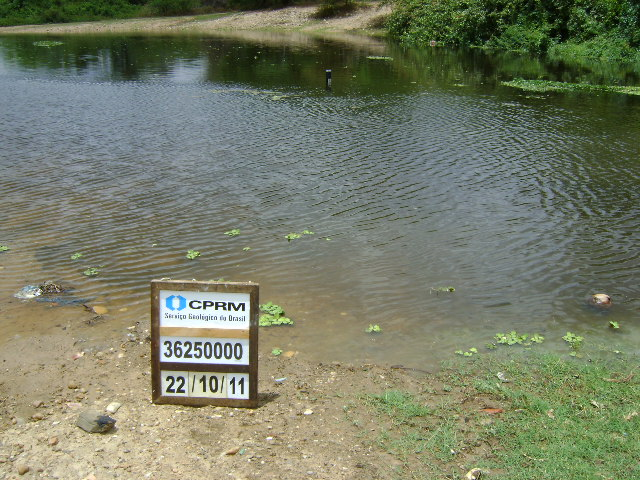 CPRM
Serviço Geológico do Brasil
36250000
22/10/11